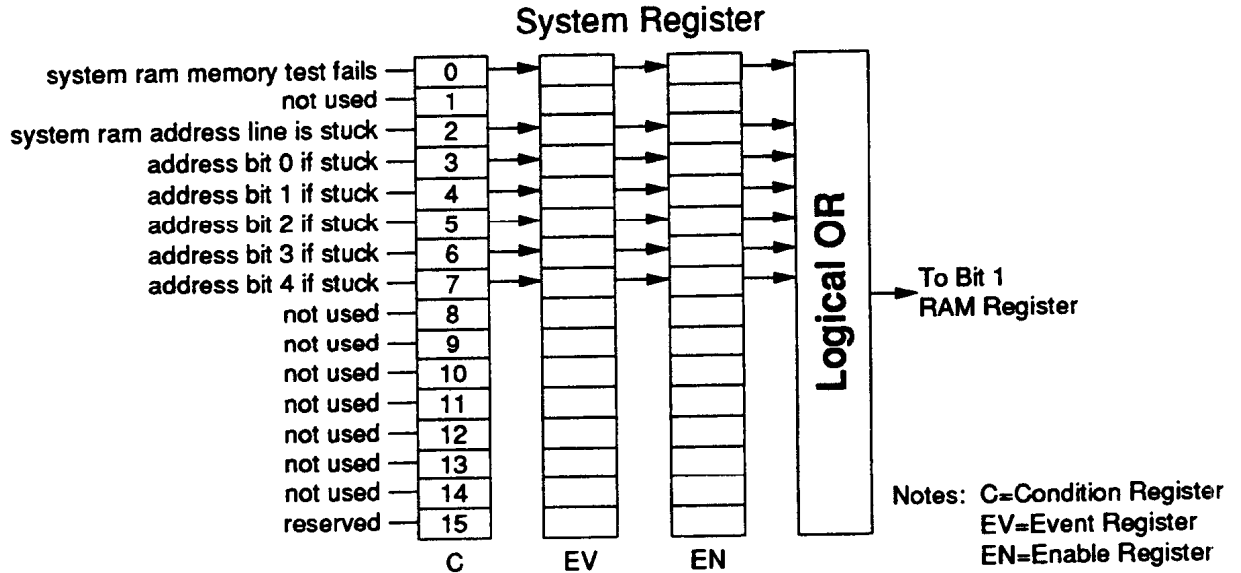 System Register
system ram memory test fails 0
not used 1
system ram address line is stuck 2
address bit 0 if stuck 3
address bit 1 if stuck 4
address bit 2 if stuck 5
address bit 3 if stuck 6
address bit 4 if stuck 7
not used 8
not used 9
not used 10
not used 11
not used 12
not used 13
not used 14
reserved 15
C EV EN
Logical OR
To Bit 1
RAM Register
Notes: C=Condition Register
EV=Event Register
EN=Enable Register